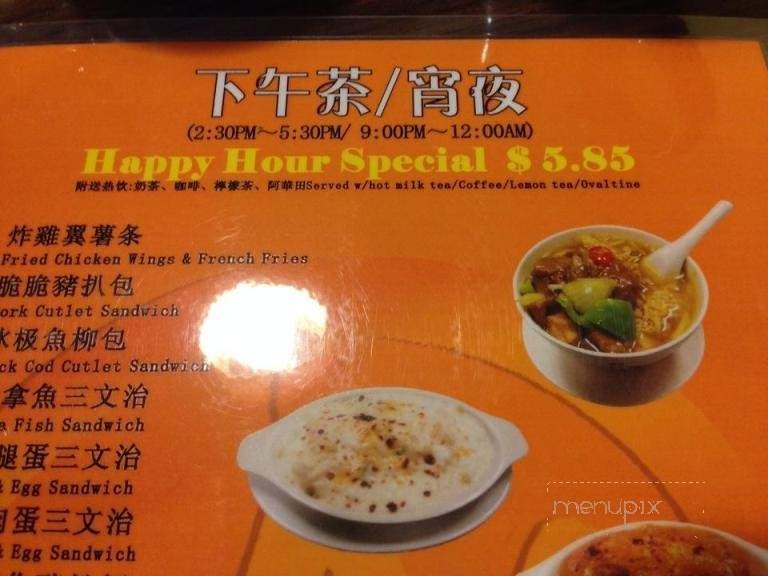 下午茶/宵夜
(2:30PM～5:30PM/ 9:00PM～12:00AM)
Happy Hour Special $5.85
附送热饮:奶茶、咖啡、檸檬茶、阿華田Served w/hot milk tea/Coffee/Lemon tea/Ovaltine
炸雞翼薯条
Fried Chicken Wings & French Fries
脆脆豬扒包
ork Cutlet Sandwich
极魚柳包
ck Cod Cutlet Sandwich
拿魚三文治
a Fish Sandwich
腿蛋三文治
& Egg Sandwich
肉蛋三文治
& Egg Sandwich
menupix